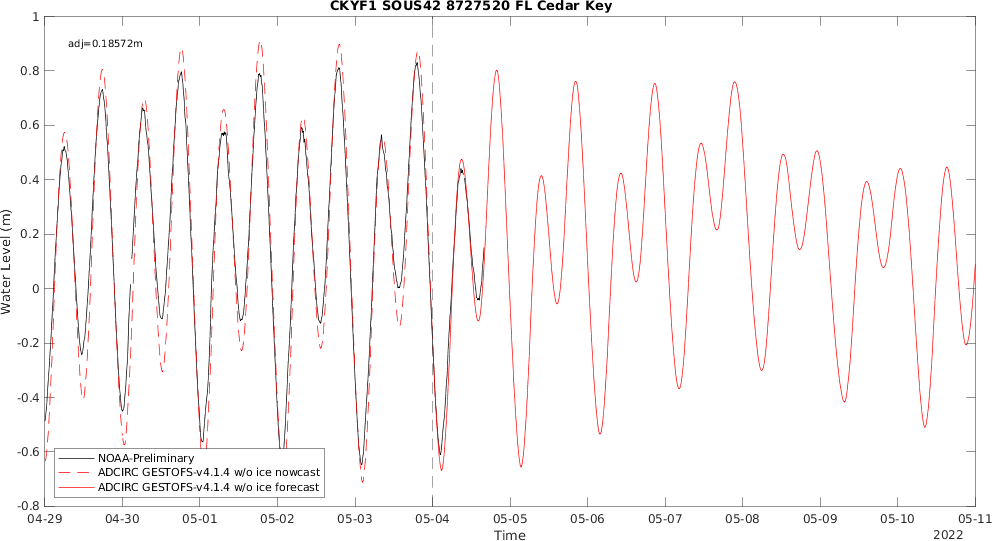 CKYF1 SOUS42 8727520 FL Cedar Key
1
adj=0.18572m
0.8
0.6
0.4
0.2
0
-0.2
-0.4
-0.6
-0.8
Water Level (m)
NOAA-Preliminary
ADCIRC GESTOFS-v4.1.4 w/o ice nowcast
ADCIRC GESTOFS-v4.1.4 w/o ice forecast
04-29 04-30 05-01 05-02 05-03 05-04 05-05 05-06 05-07 05-08 05-09 05-10 05-11
Time
2022